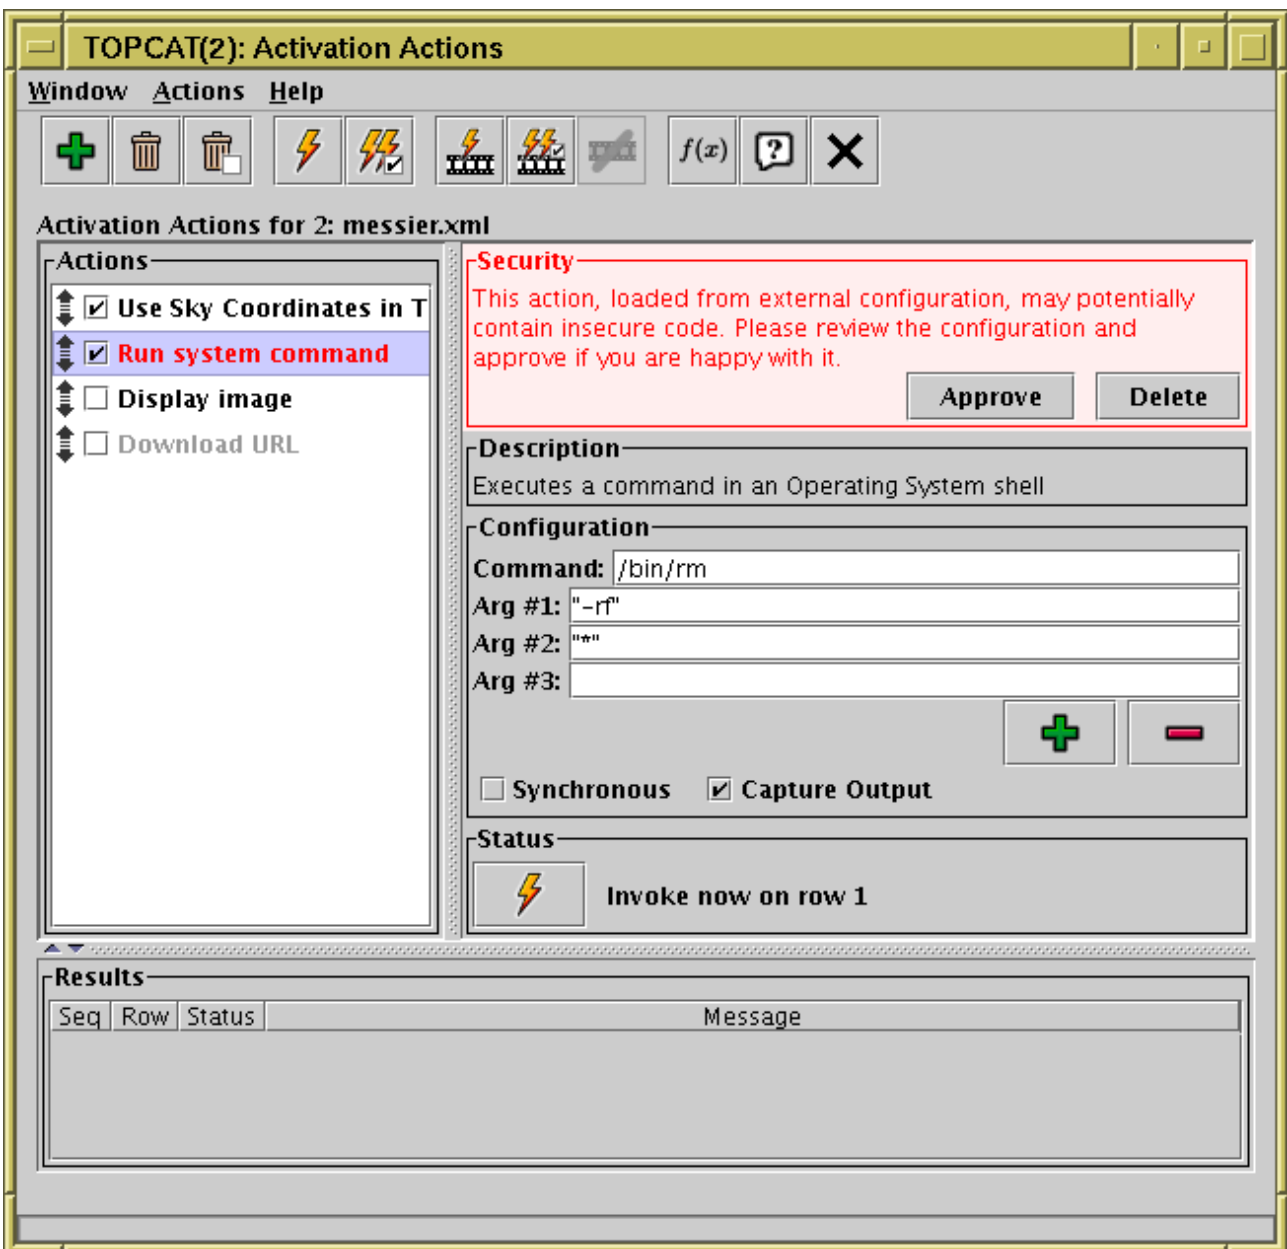 TOPCAT(2): Activation Actions
Window Actions Help
f(x) ?
Activation Actions for 2: messier.xml
Actions
Use Sky Coordinates in T
Run system command
Display image
Download URL
Security
This action, loaded from external configuration, may potentially
contain insecure code. Please review the configuration and
approve if you are happy with it.
Approve Delete
Description
Executes a command in an Operating System shell
Configuration
Command: /bin/rm
Arg #1: "-rf"
Arg #2: "*"
Arg #3:
Synchronous Capture Output
Status
Invoke now on row 1
Results
Seq Row Status Message